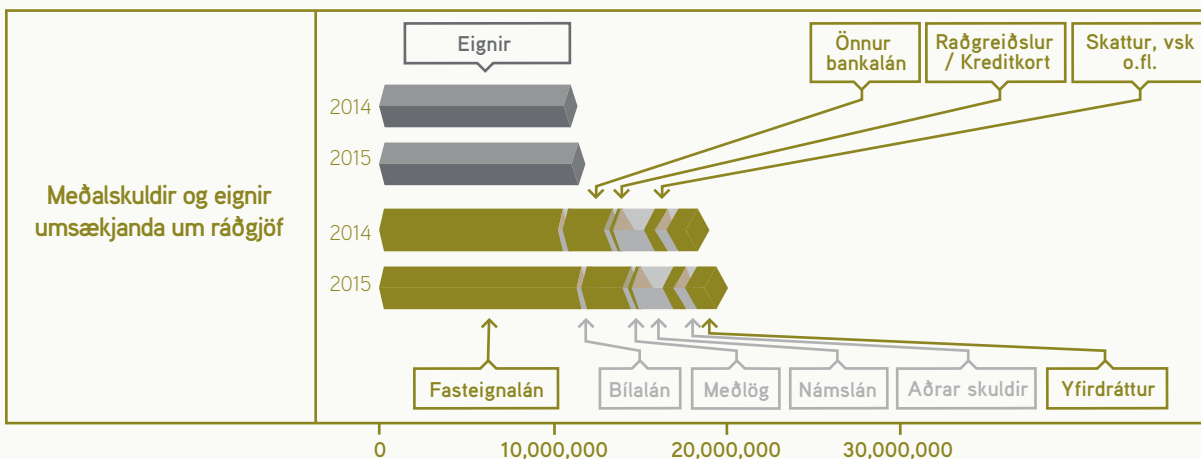 Meðalskuldir og eignir
umsækjanda um ráðgjöf
Eignir
Önnur
bankalán
Raðgreiðslur
/ Kreditkort
Skattur, vsk
o.fl.
2014
2015
2014
2015
Fasteignalán
Bílalán
Meðlög
Námslán
Aðrar skuldir
Yfirdráttur
0
10,000,000
20,000,000
30,000,000